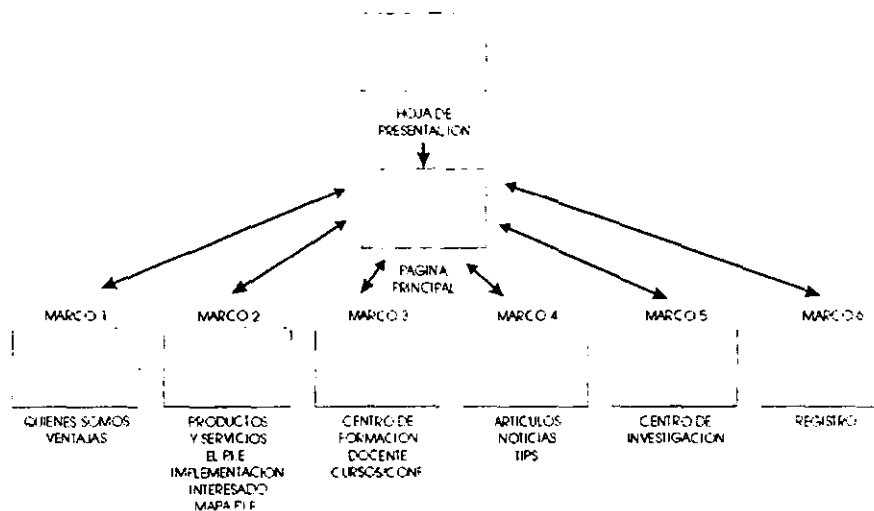 HOJA DE
PRESENTACION
PAGINA
PRINCIPAL
MARCO 1
MARCO 2
MARCO 3
MARCO 4
MARCO 5
MARCO 6
QUIENES SOMOS
VENTAJAS
PRODUCTOS
Y SERVICIOS
EL P.I.E
IMPLEMENTACION
INTERESADO
MAPA P.I.E
CENTRO DE
FORMACION
DOCENTE
CURSOS/CONF
ARTICULOS
NOTICIAS
TIPS
CENTRO DE
INVESTIGACION
REGISTRO